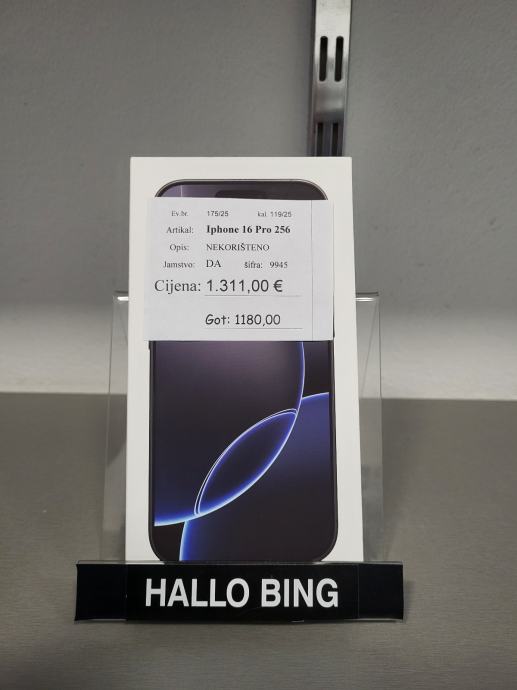 Ev.br. 175/25 kal. 119/25
Artikal: Iphone 16 Pro 256
Opis: NEKORIŠTENO
Jamstvo: DA šifra: 9945
Cijena: 1.311,00 €
Got: 1180,00
HALLO BING